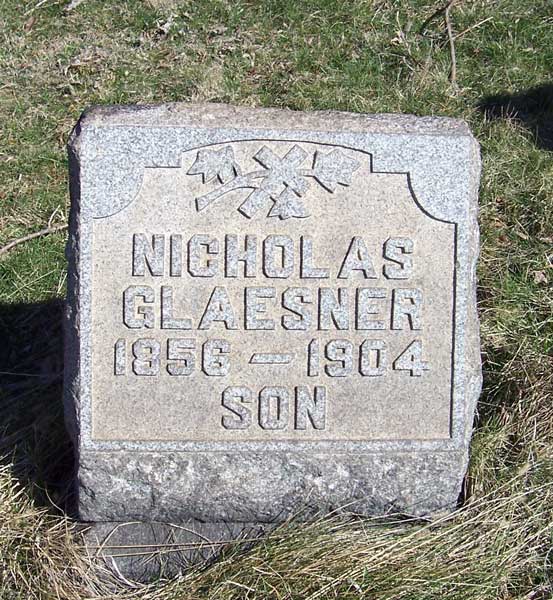 NICHOLAS
GLAESNER
1856 — 1904
SON